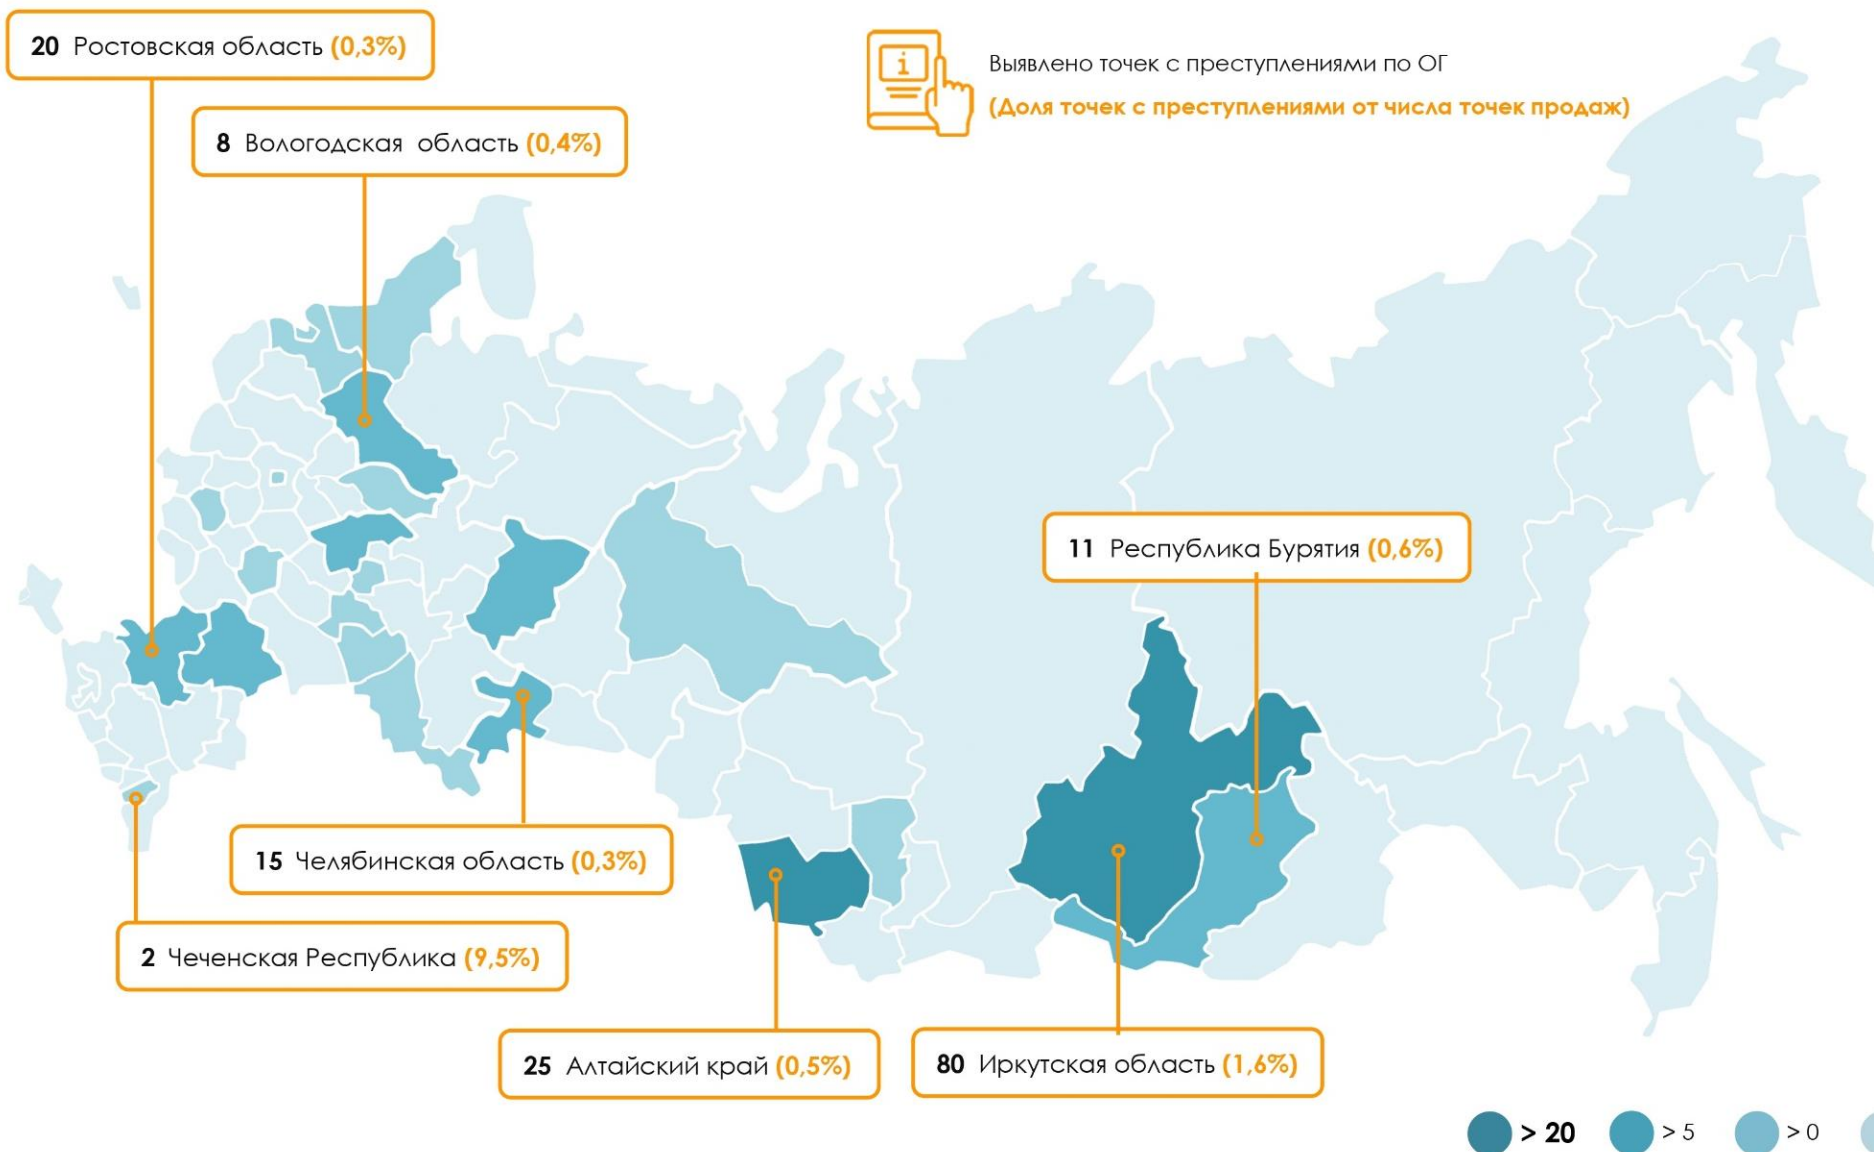 20 Ростовская область (0,3%)
Выявлено точек с преступлениями по ОГ
(Доля точек с преступлениями от числа точек продаж)
8 Вологодская область (0,4%)
11 Республика Бурятия (0,6%)
15 Челябинская область (0,3%)
2 Чеченская Республика (9,5%)
25 Алтайский край (0,5%)
80 Иркутская область (1,6%)
> 20 > 5 > 0